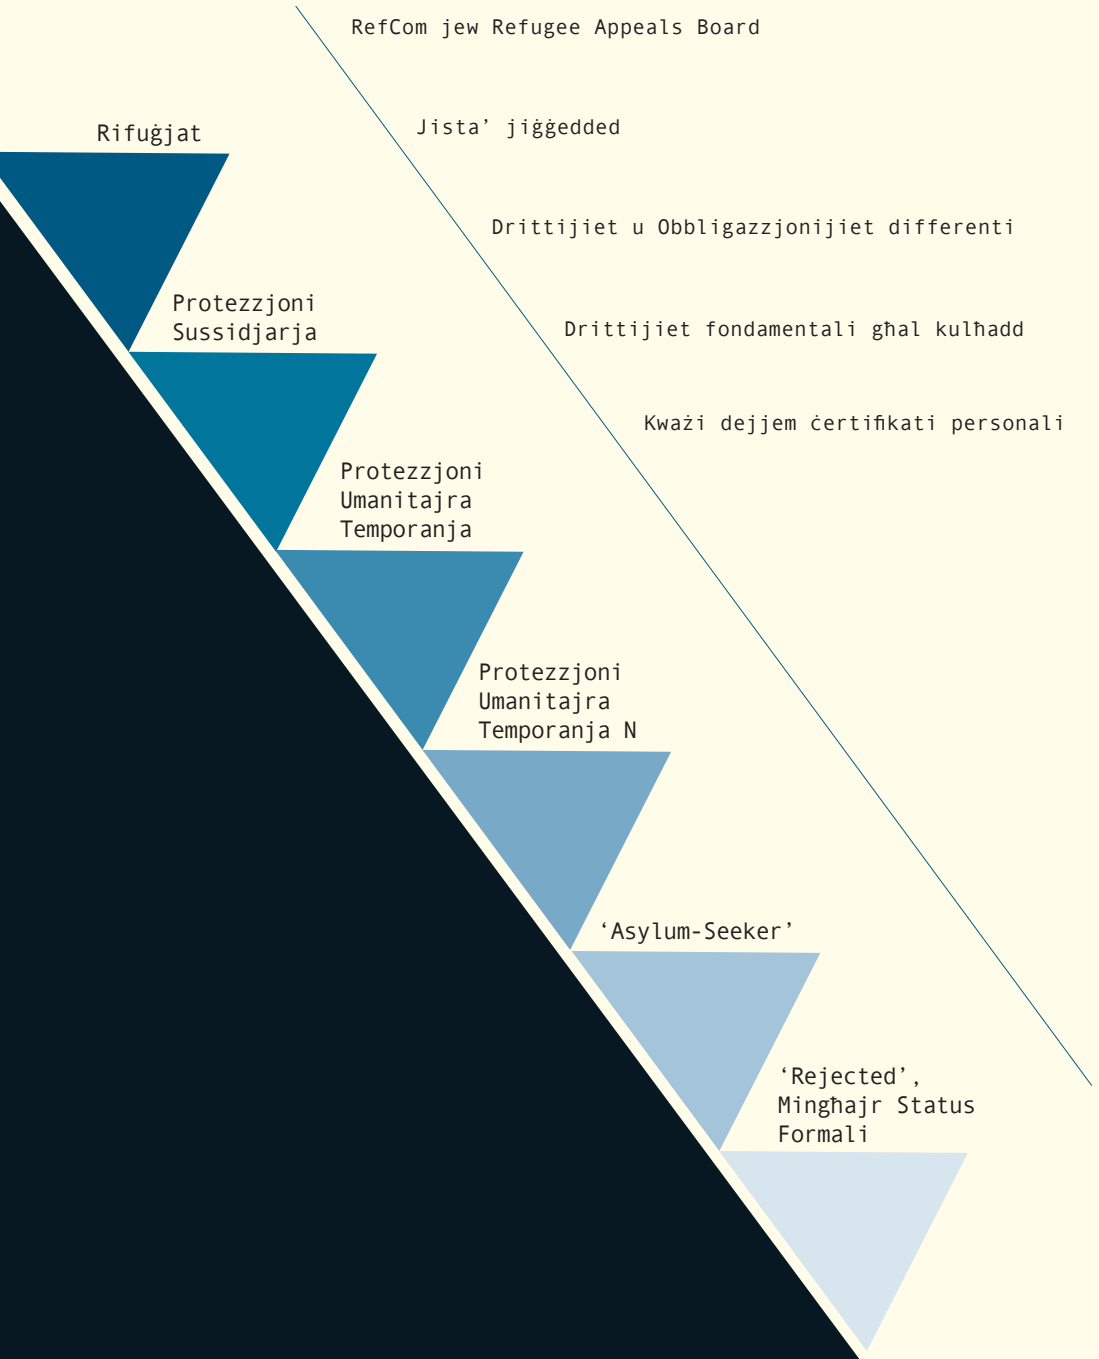 RefCom jew Refugee Appeals Board
Jista’ jiġġedded
Drittijiet u Obbligazzjonijiet differenti
Drittijiet fondamentali għal kulħadd
Kważi dejjem ċertifikati personali
Rifuġjat
Protezzjoni
Sussidjarja
Protezzjoni
Umanitajra
Temporanja
Protezzjoni
Umanitajra
Temporanja N
‘Asylum-Seeker’
‘Rejected’,
Mingħajr Status
Formali